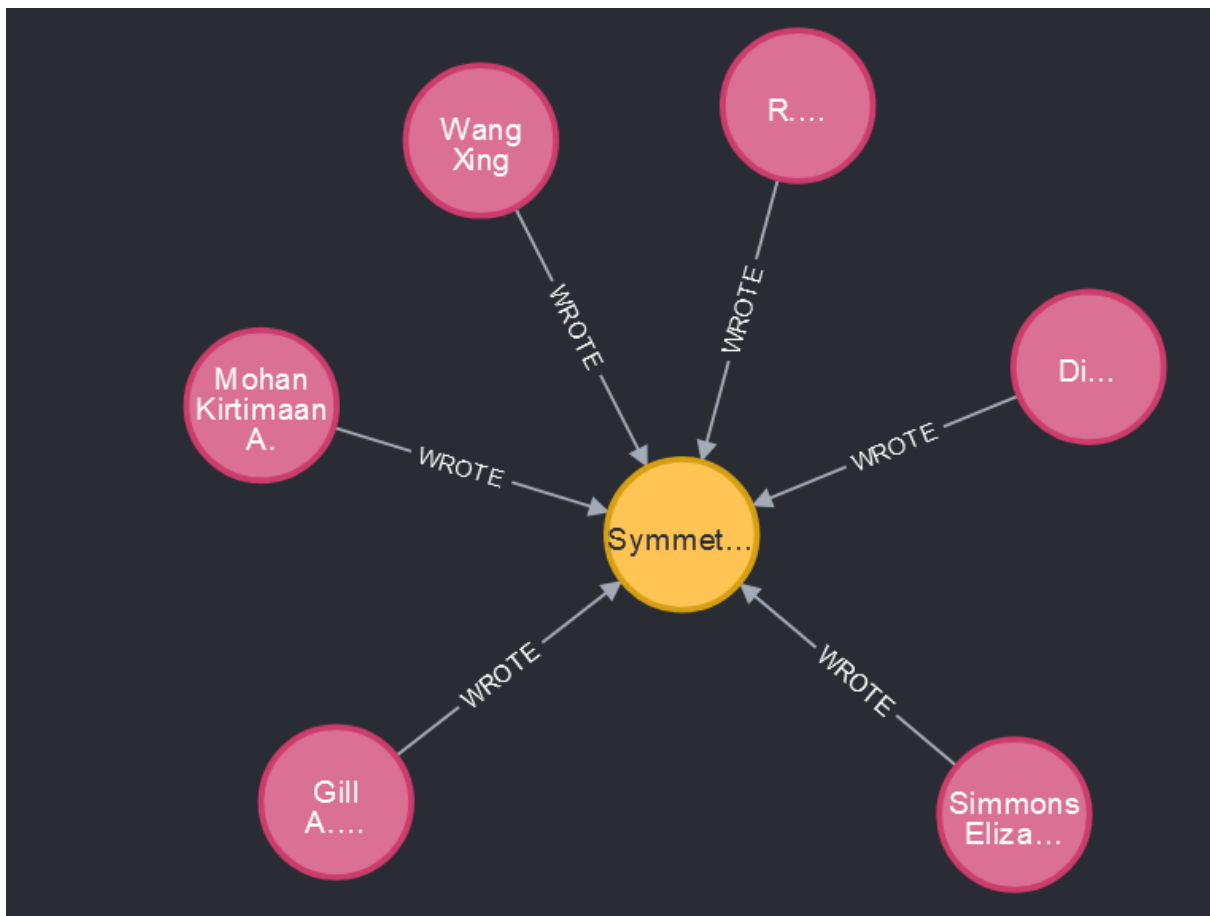 R....
Wang
Xing
WROTE
WROTE
Di...
Mohan
Kirtimaan
A.
WROTE
WROTE
Symmet...
WROTE
WROTE
Gill
A....
Simmons
Eliza...